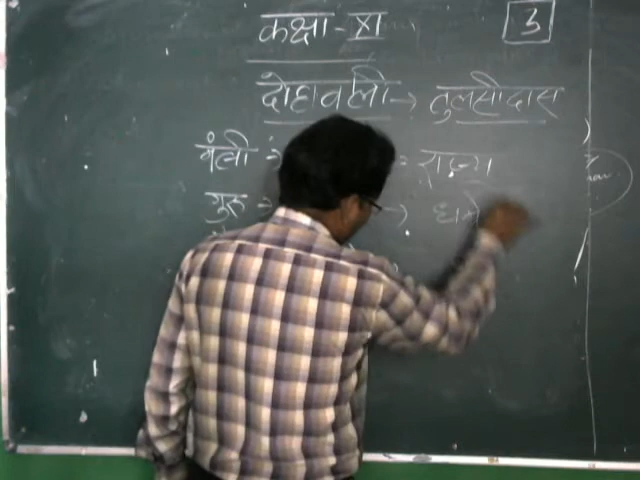 कक्षा - XI
3
दोहावली → तुलसीदास
मंत्री → = राज्य
गुरू → → धर्म